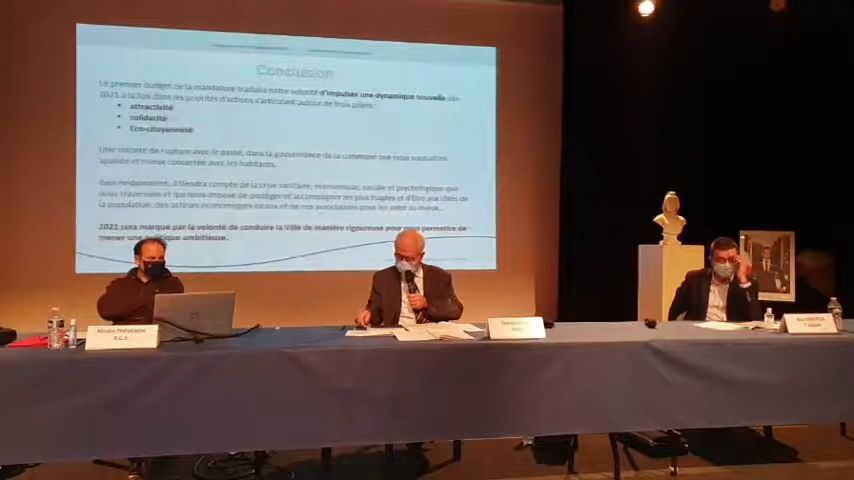 Conclusion
Le premier budget de la mandature traduira notre volonté d'impulser une dynamique nouvelle dès
2021 à la fois dans les priorités d'actions s'articulant autour de trois piliers :
• attractivité
• solidarité
• Eco-citoyenneté
Une volonté de rupture avec le passé, dans la gouvernance de la commune que nous souhaitons
apaisée et mieux concertée avec les habitants.
Bien évidemment, il tiendra compte de la crise sanitaire, économique, sociale et psychologique que
nous traversons et qui nous impose de protéger et accompagner les plus fragiles et d'être aux côtés de
la population, des acteurs économiques locaux et de nos associations pour les aider au mieux.
2021 sera marqué par la volonté de conduire la Ville de manière rigoureuse pour nous permettre de
mener une politique ambitieuse.
D.G.S.